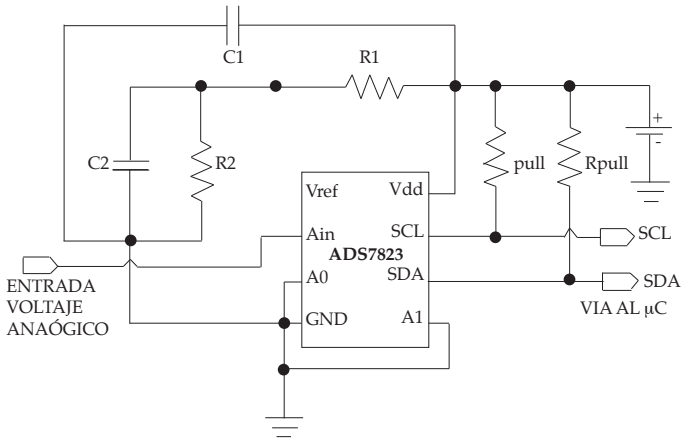 C1
R1
C2
R2
pull
Rpull
+
-
Vref
Vdd
Ain
SCL
ADS7823
A0
SDA
GND
A1
SCL
SDA
VIA AL µC
ENTRADA
VOLTAJE
ANAÓGICO